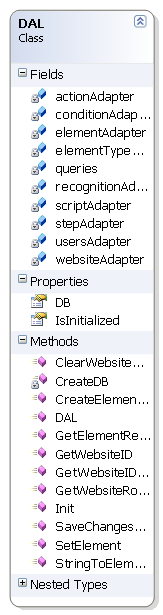 DAL
Class
Fields
actionAdapter
conditionAdap...
elementAdapter
elementType ...
queries
recognitionAd...
scriptAdapter
stepAdapter
usersAdapter
websiteAdapter
Properties
DB
IsInitialized
Methods
ClearWebsite...
CreateDB
CreateElemen...
DAL
GetElementRe...
GetWebsiteID
GetWebsiteID...
GetWebsiteRo...
Init
SaveChanges...
SetElement
StringToElem...
Nested Types